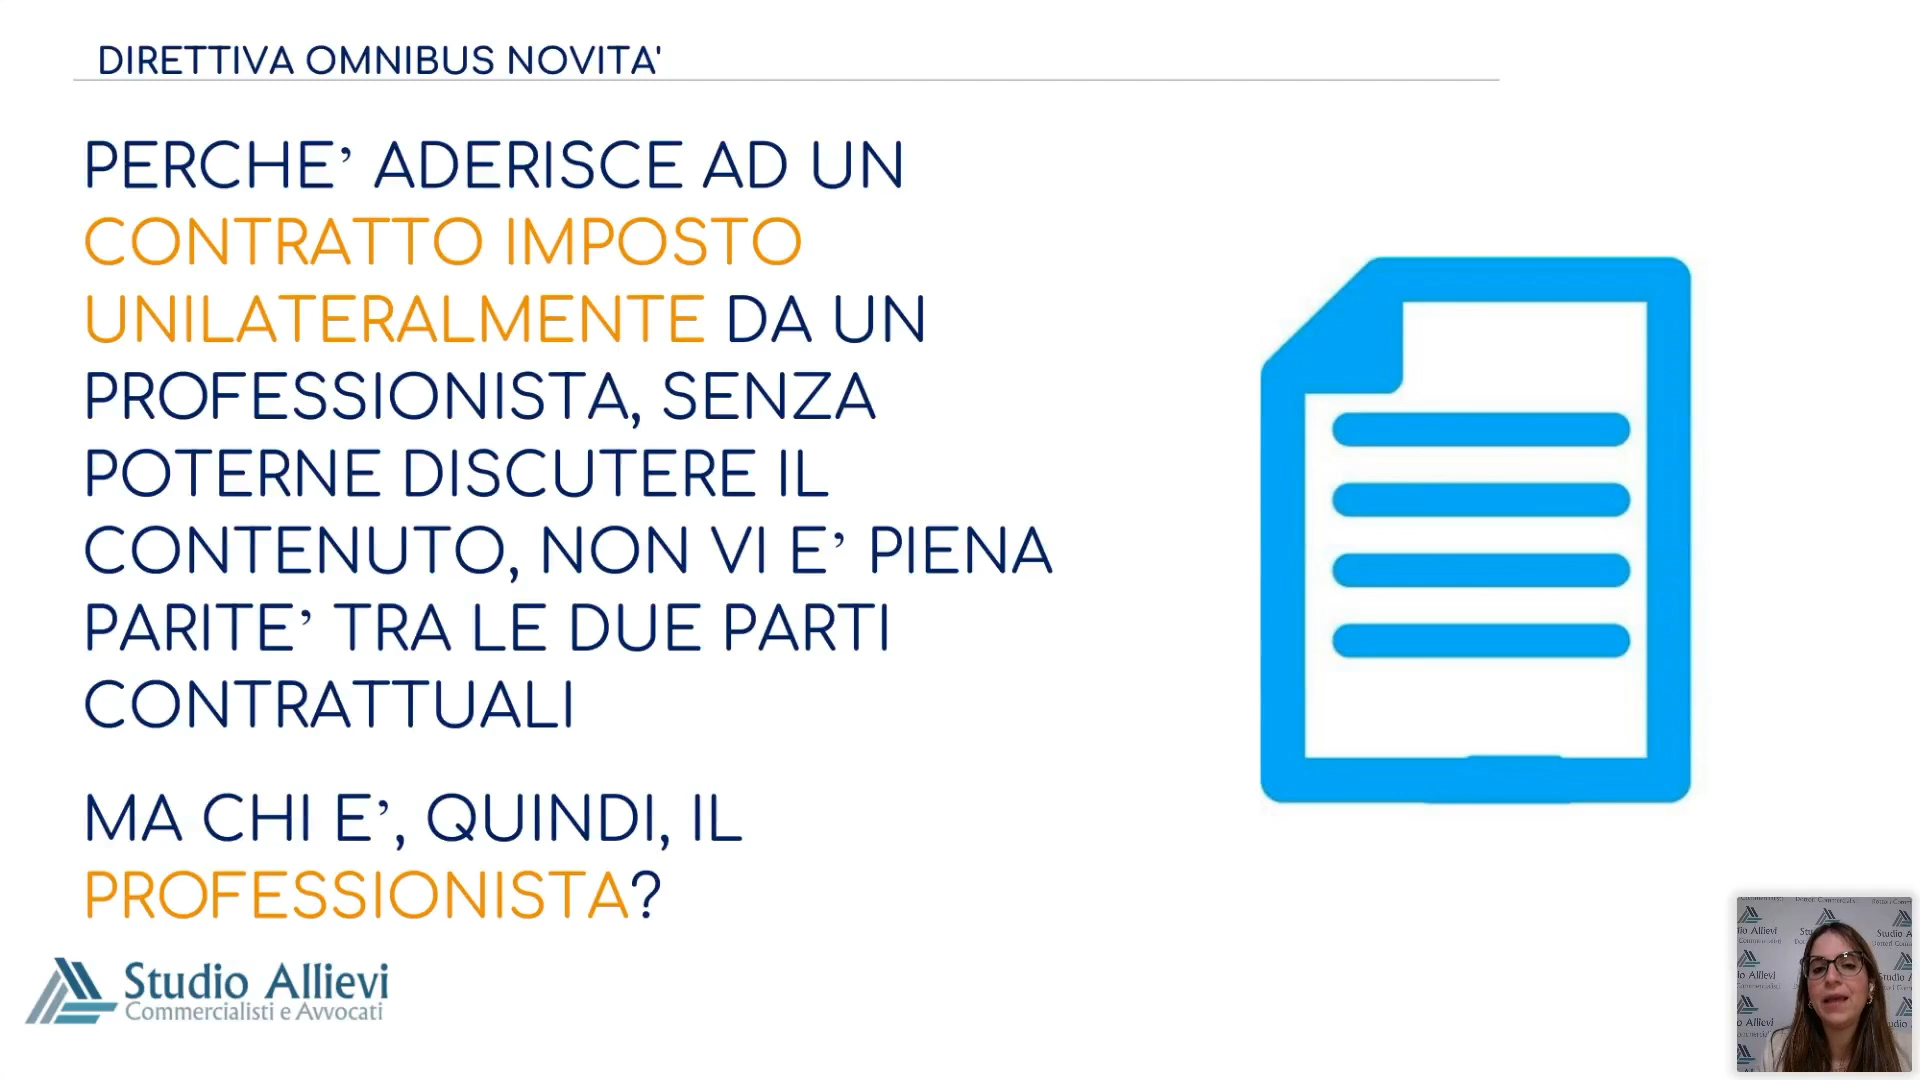 DIRETTIVA OMNIBUS NOVITA'
PERCHE’ ADERISCE AD UN
CONTRATTO IMPOSTO
UNILATERALMENTE DA UN
PROFESSIONISTA, SENZA
POTERNE DISCUTERE IL
CONTENUTO, NON VI E’ PIENA
PARITE’ TRA LE DUE PARTI
CONTRATTUALI
MA CHI E’, QUINDI, IL
PROFESSIONISTA?
Studio Allievi
Commercialisti e Avvocati